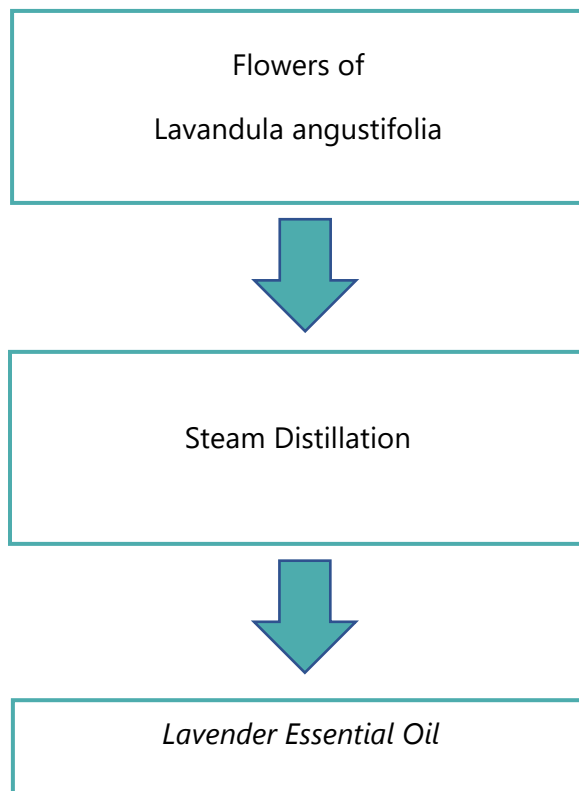 Flowers of
Lavandula angustifolia
Steam Distillation
Lavender Essential Oil